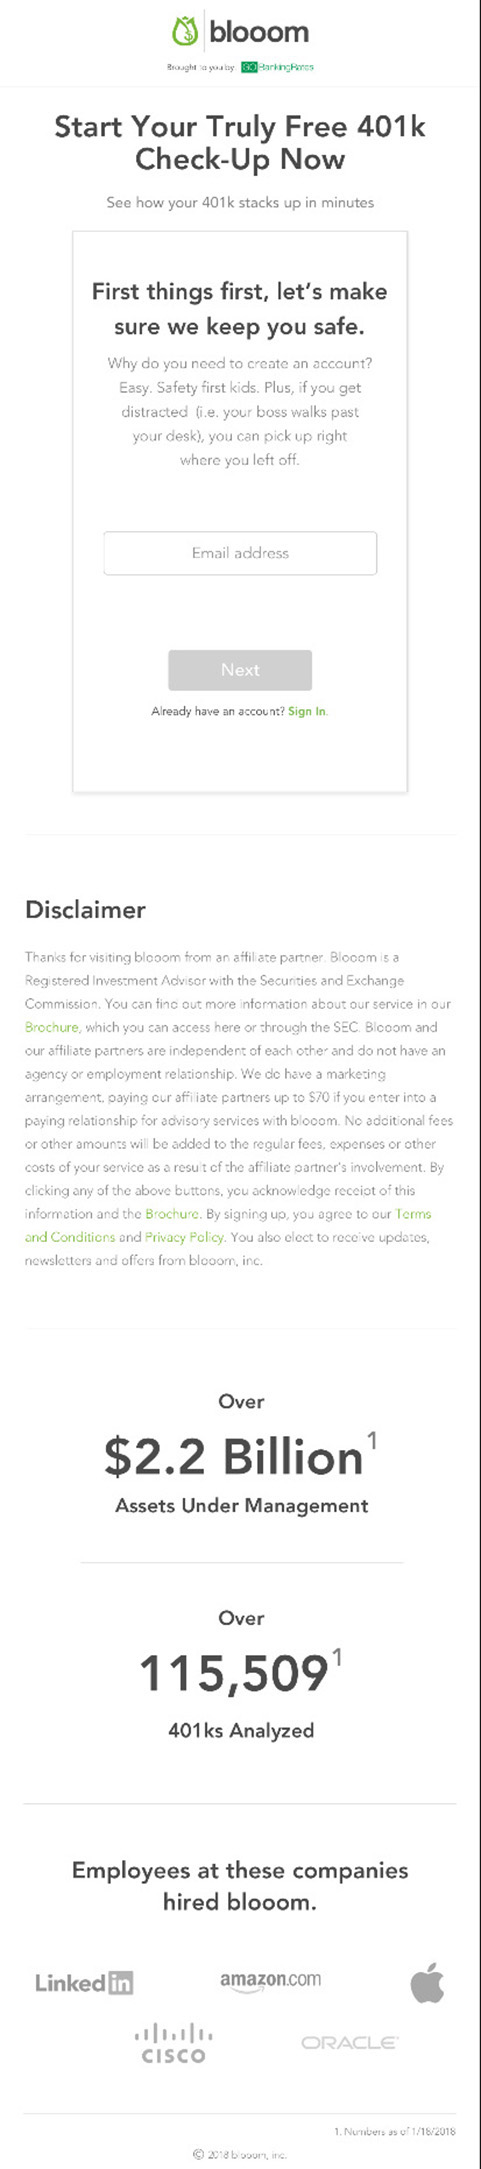 blooom
Brought to you by: GOBankingRates
Start Your Truly Free 401k
Check-Up Now
See how your 401k stacks up in minutes
First things first, let's make
sure we keep you safe.
Why do you need to create an account?
Easy. Safety first kids. Plus, if you get
distracted (i.e. your boss walks past
your desk), you can pick up right
where you left off.
Email address
Next
Already have an account? Sign In.
Disclaimer
Thanks for visiting blooom from an affiliate partner. Blooom is a
Registered Investment Advisor with the Securities and Exchange
Commission. You can find out more information about our service in our
Brochure, which you can access here or through the SEC. Blooom and
our affiliate partners are independent of each other and do not have an
agency or employment relationship. We do have a marketing
arrangement, paying our affiliate partners up to $70 if you enter into a
paying relationship for advisory services with blooom. No additional fees
or other amounts will be added to the regular fees, expenses or other
costs of your service as a result of the affiliate partner's involvement. By
clicking any of the above buttons, you acknowledge receipt of this
information and the Brochure. By signing up, you agree to our Terms
and Conditions and Privacy Policy. You also elect to receive updates,
newsletters and offers from blooom, inc.
Over
$2.2 Billion1
Assets Under Management
Over
115,5091
401ks Analyzed
Employees at these companies
hired blooom.
LinkedIn amazon.com
CISCO ORACLE
1. Numbers as of 1/18/2018
© 2018 blooom, inc.